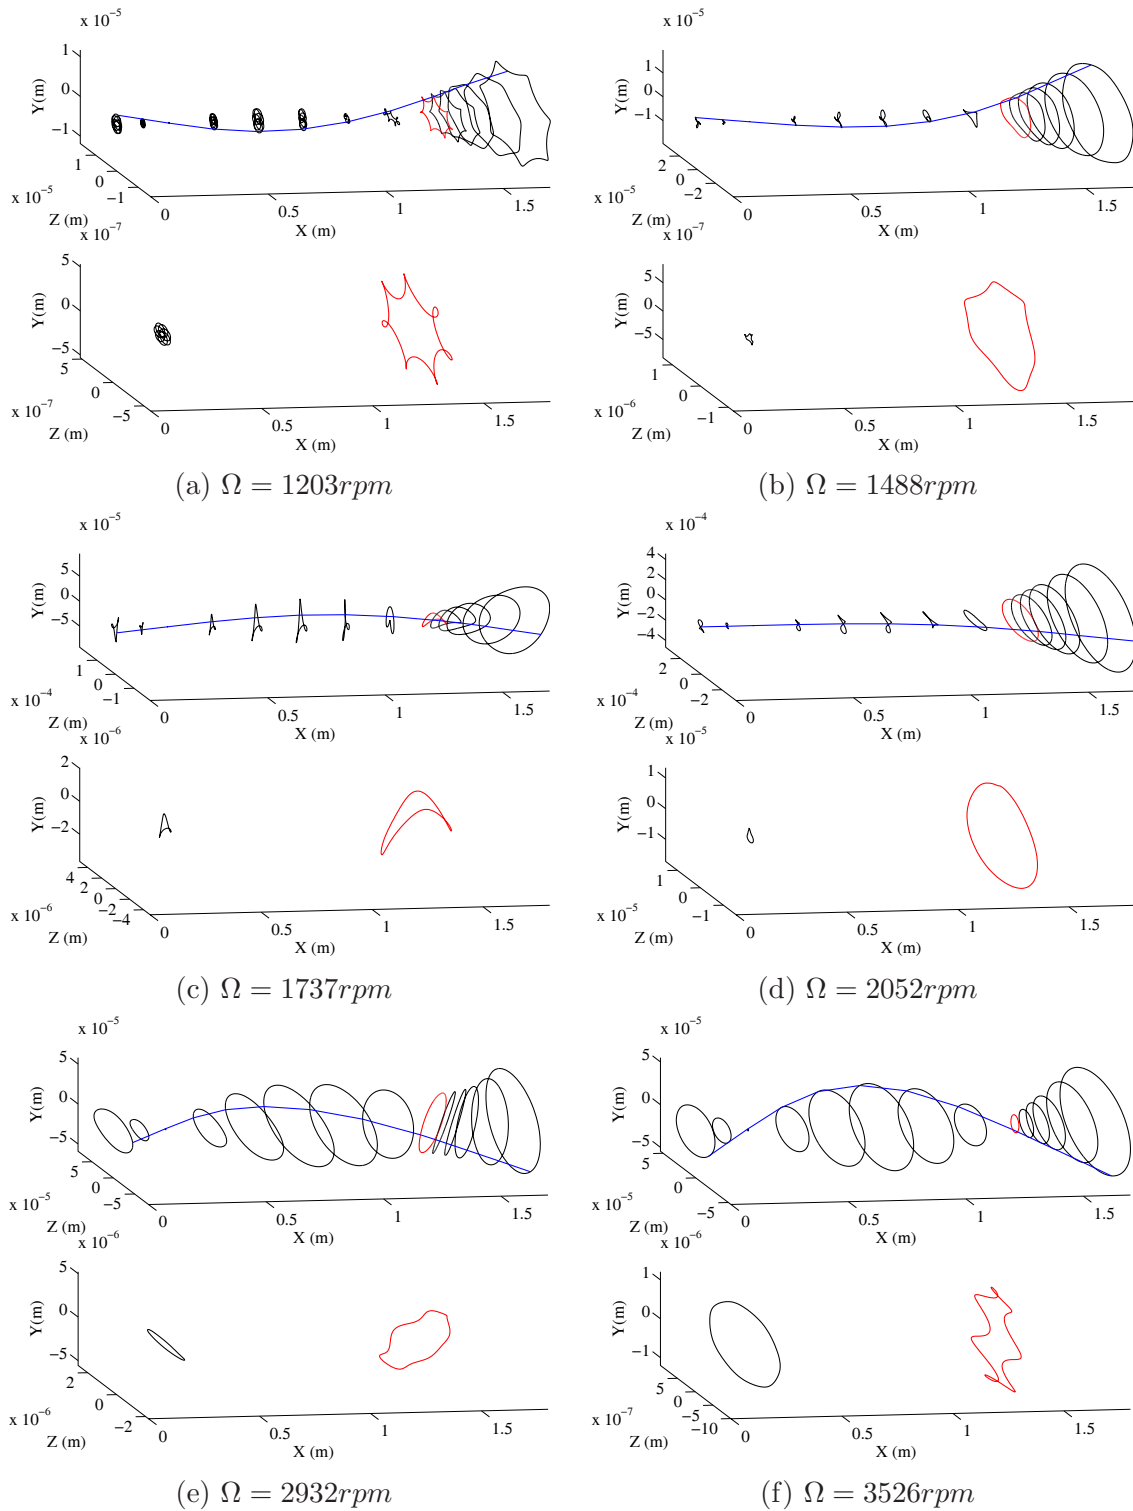 x 10⁻⁵
1
0
−1
Y(m)
1
0
−1
x 10⁻⁵
Z (m)
0
0.5
1
1.5
X (m)
x 10⁻⁷
5
0
−5
Y(m)
5
0
−5
x 10⁻⁷
Z (m)
0
0.5
1
1.5
X (m)
(a) Ω = 1203rpm
x 10⁻⁵
1
0
−1
Y(m)
2
0
−2
x 10⁻⁵
Z (m)
0
0.5
1
1.5
X (m)
x 10⁻⁷
5
0
−5
Y(m)
1
0
−1
x 10⁻⁶
Z (m)
0
0.5
1
1.5
X (m)
(b) Ω = 1488rpm
x 10⁻⁵
5
0
−5
Y(m)
1
0
−1
x 10⁻⁴
Z (m)
0
0.5
1
1.5
X (m)
x 10⁻⁶
2
0
−2
Y(m)
4
2
0
−2
−4
x 10⁻⁶
Z (m)
0
0.5
1
1.5
X (m)
(c) Ω = 1737rpm
x 10⁻⁴
4
2
0
−2
−4
Y(m)
2
0
−2
x 10⁻⁴
Z (m)
0
0.5
1
1.5
X (m)
x 10⁻⁵
1
0
−1
Y(m)
1
0
−1
x 10⁻⁵
Z (m)
0
0.5
1
1.5
X (m)
(d) Ω = 2052rpm
x 10⁻⁵
5
0
−5
Y(m)
5
0
−5
x 10⁻⁵
Z (m)
0
0.5
1
1.5
X (m)
x 10⁻⁶
5
0
−5
Y(m)
2
0
−2
x 10⁻⁶
Z (m)
0
0.5
1
1.5
X (m)
(e) Ω = 2932rpm
x 10⁻⁵
5
0
−5
Y(m)
5
0
−5
x 10⁻⁵
Z (m)
0
0.5
1
1.5
X (m)
x 10⁻⁶
1
0
−1
Y(m)
5
0
−5
−10
x 10⁻⁷
Z (m)
0
0.5
1
1.5
X (m)
(f) Ω = 3526rpm